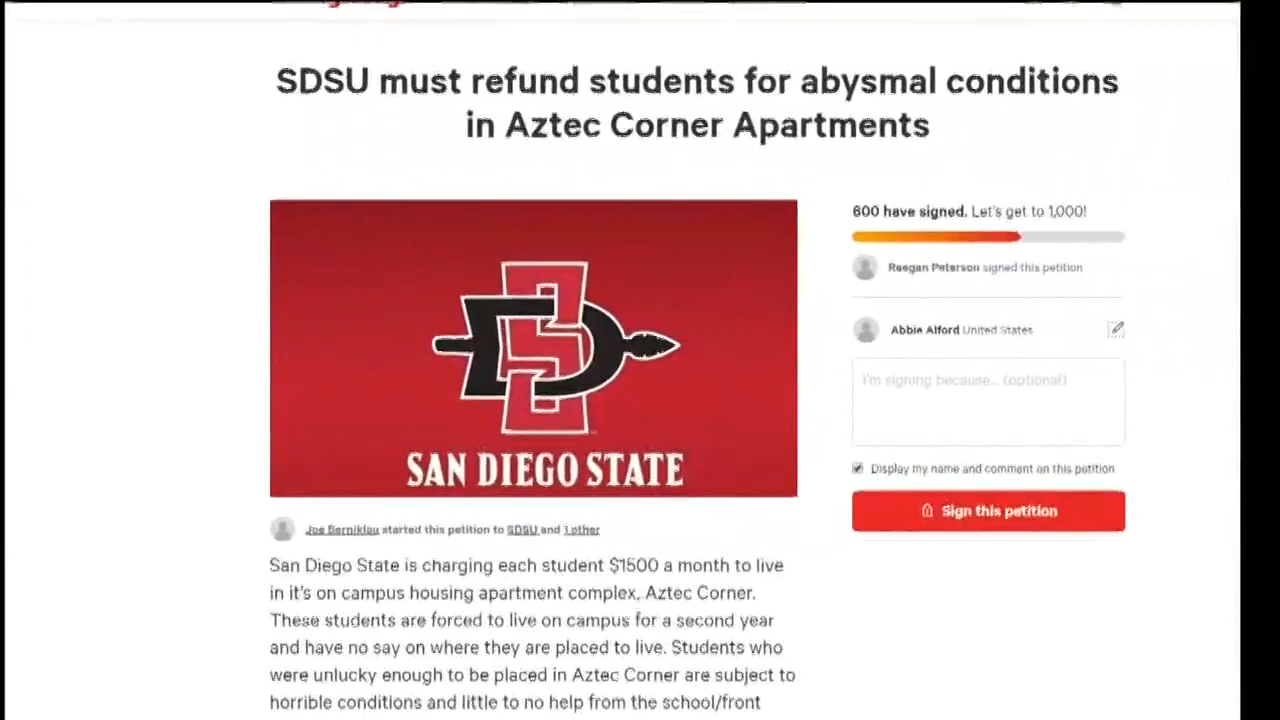 SDSU must refund students for abysmal conditions
in Aztec Corner Apartments
SAN DIEGO STATE
600 have signed. Let's get to 1,000!
Reegan Peterson signed this petition
Abbie Alford United States
I'm signing because... (optional)
Display my name and comment on this petition
Sign this petition
Joe Berniklau started this petition to SDSU and 1 other
San Diego State is charging each student $1500 a month to live
in it's on campus housing apartment complex, Aztec Corner.
These students are forced to live on campus for a second year
and have no say on where they are placed to live. Students who
were unlucky enough to be placed in Aztec Corner are subject to
horrible conditions and little to no help from the school/front